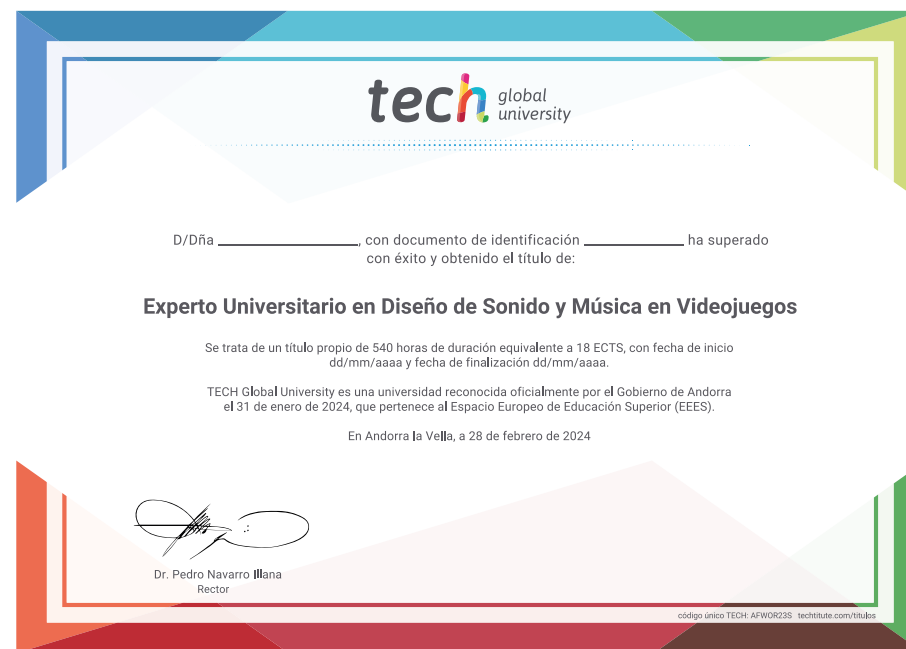 tech global university
D/Dña ____________________, con documento de identificación ______________ ha superado
con éxito y obtenido el título de:
Experto Universitario en Diseño de Sonido y Música en Videojuegos
Se trata de un título propio de 540 horas de duración equivalente a 18 ECTS, con fecha de inicio
dd/mm/aaaa y fecha de finalización dd/mm/aaaa.
TECH Global University es una universidad reconocida oficialmente por el Gobierno de Andorra
el 31 de enero de 2024, que pertenece al Espacio Europeo de Educación Superior (EEES).
En Andorra la Vella, a 28 de febrero de 2024
Dr. Pedro Navarro Illana
Rector
código único TECH: AFWOR23S techtitute.com/titulos